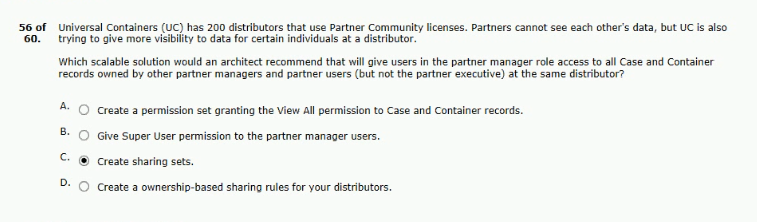 56 of Universal Containers (UC) has 200 distributors that use Partner Community licenses. Partners cannot see each other's data, but UC is also
60. trying to give more visibility to data for certain individuals at a distributor.
Which scalable solution would an architect recommend that will give users in the partner manager role access to all Case and Container
records owned by other partner managers and partner users (but not the partner executive) at the same distributor?
A. Create a permission set granting the View All permission to Case and Container records.
B. Give Super User permission to the partner manager users.
C. Create sharing sets.
D. Create a ownership-based sharing rules for your distributors.